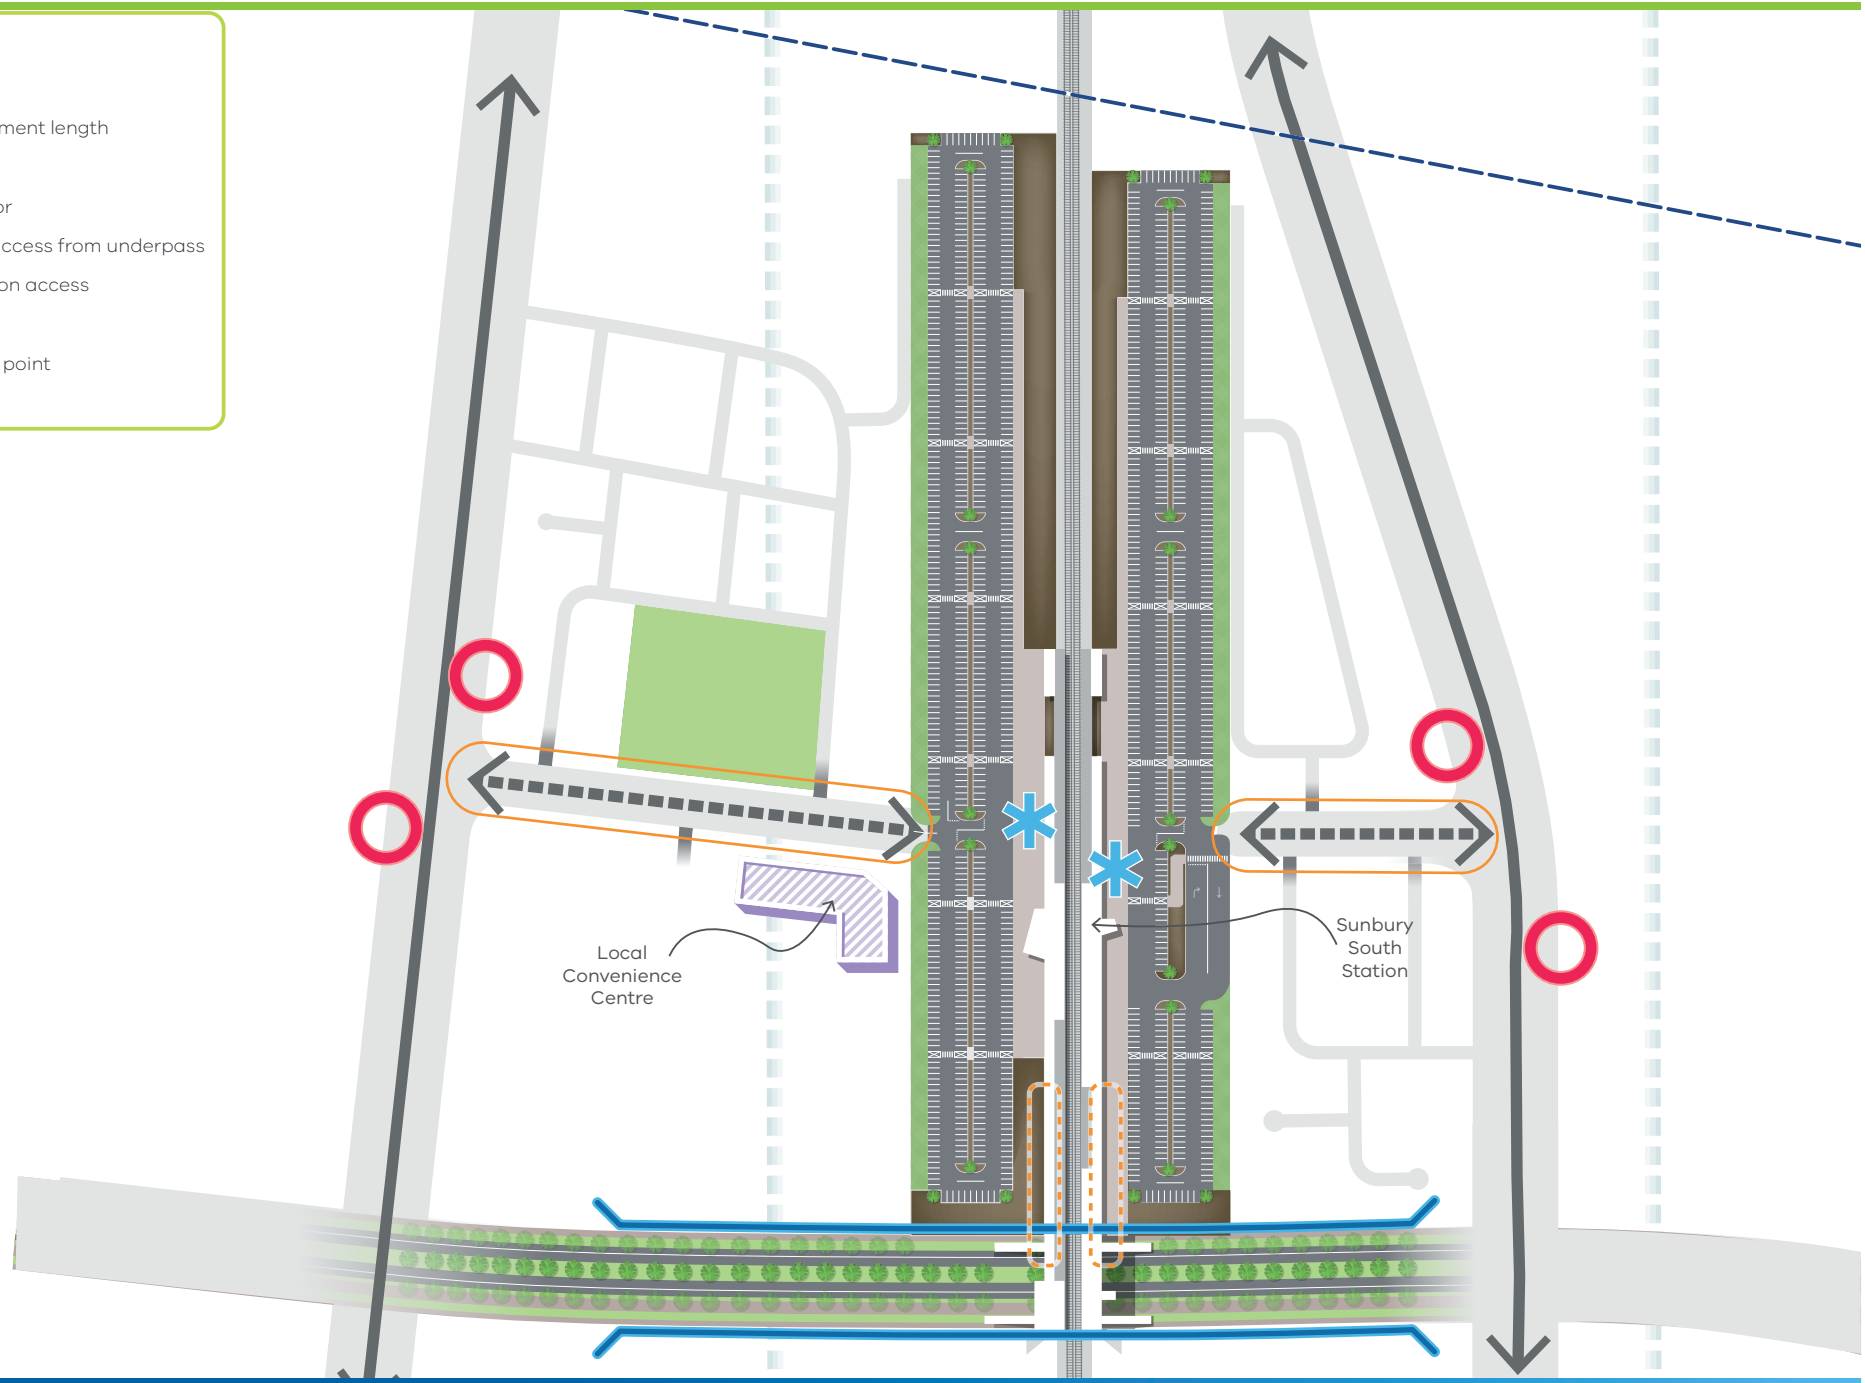 ment length
or
ccess from underpass
on access
point
Local
Convenience
Centre
Sunbury
South
Station